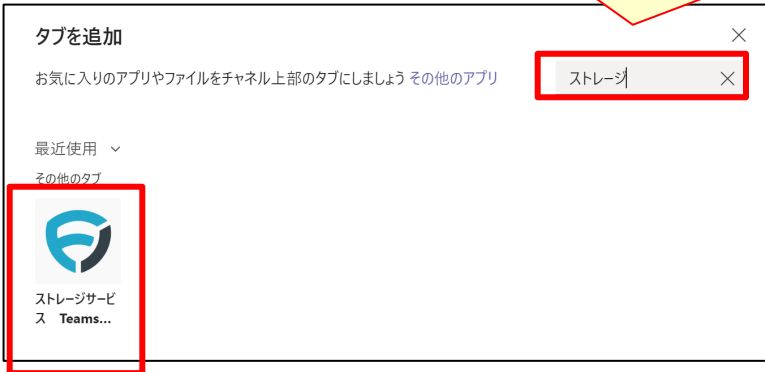 タブを追加
お気に入りのアプリやファイルをチャネル上部のタブにしましょう その他のアプリ
ストレージ
最近使用
その他のタブ
ストレージサービ
ス Teams...